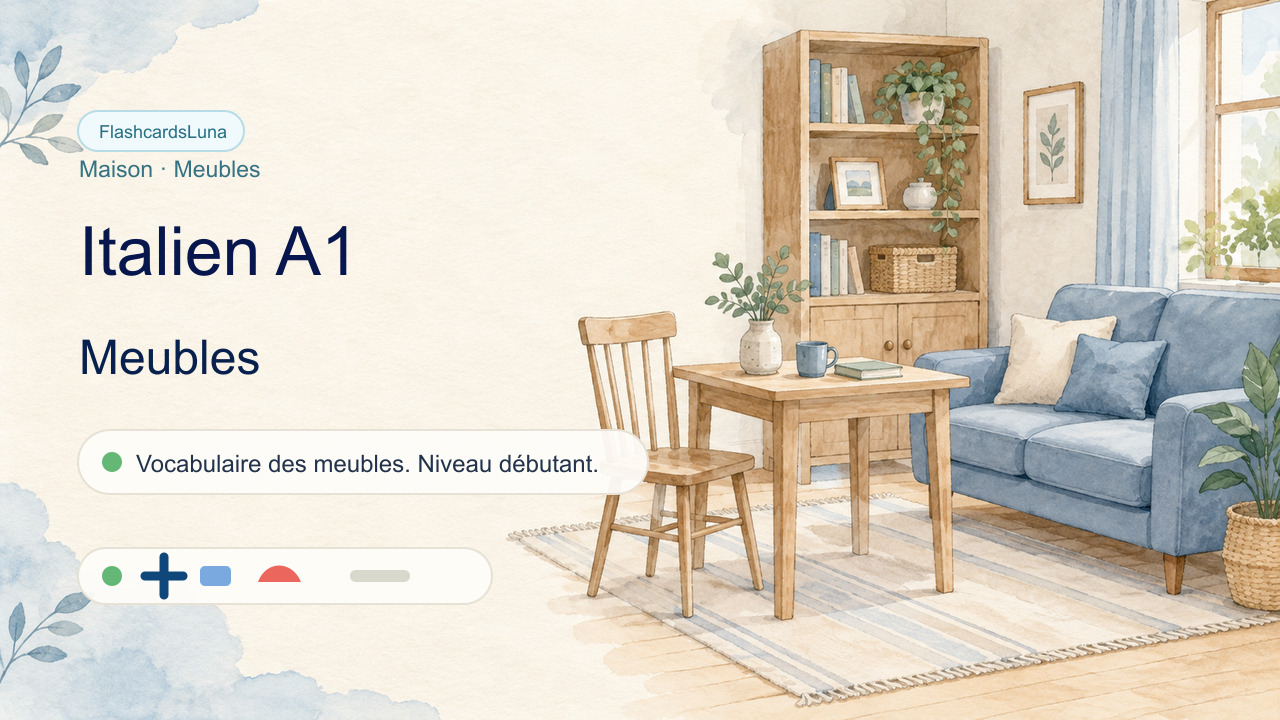 FlashcardsLuna
Maison · Meubles
Italien A1
Meubles
Vocabulaire des meubles. Niveau débutant.